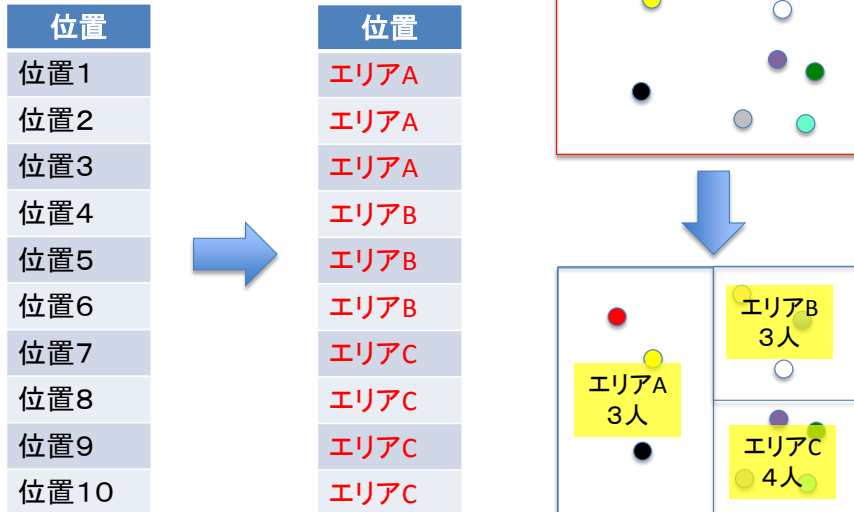 位置
位置1
位置2
位置3
位置4
位置5
位置6
位置7
位置8
位置9
位置10
位置
エリアA
エリアA
エリアA
エリアB
エリアB
エリアB
エリアC
エリアC
エリアC
エリアC
エリアA
3人
エリアB
3人
エリアC
4人